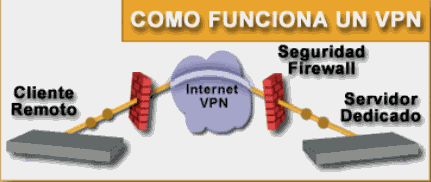 COMO FUNCIONA UN VPN
Cliente
Remoto
Internet
VPN
Seguridad
Firewall
Servidor
Dedicado